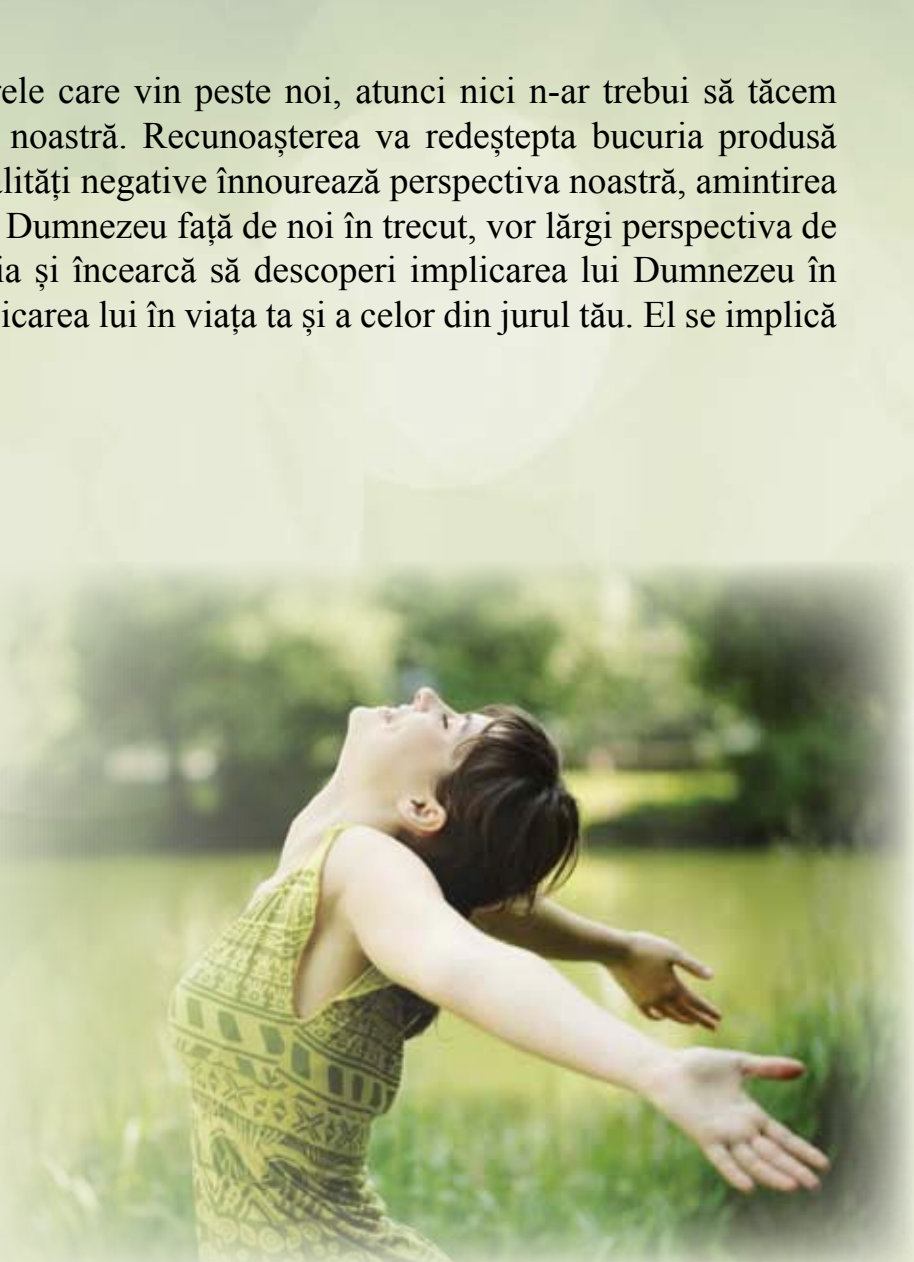 rele care vin peste noi, atunci nici n-ar trebui să tăcem
noastră. Recunoașterea va redeștepta bucuria produsă
lități negative înnourează perspectiva noastră, amintirea
Dumnezeu față de noi în trecut, vor lărgi perspectiva de
ia și încearcă să descoperi implicarea lui Dumnezeu în
icarea lui în viața ta și a celor din jurul tău. El se implică